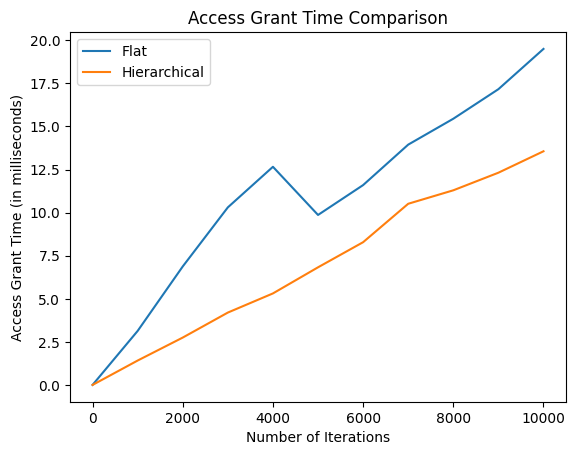 Access Grant Time Comparison
Flat
Hierarchical
Access Grant Time (in milliseconds)
20.0
17.5
15.0
12.5
10.0
7.5
5.0
2.5
0.0
0 2000 4000 6000 8000 10000
Number of Iterations